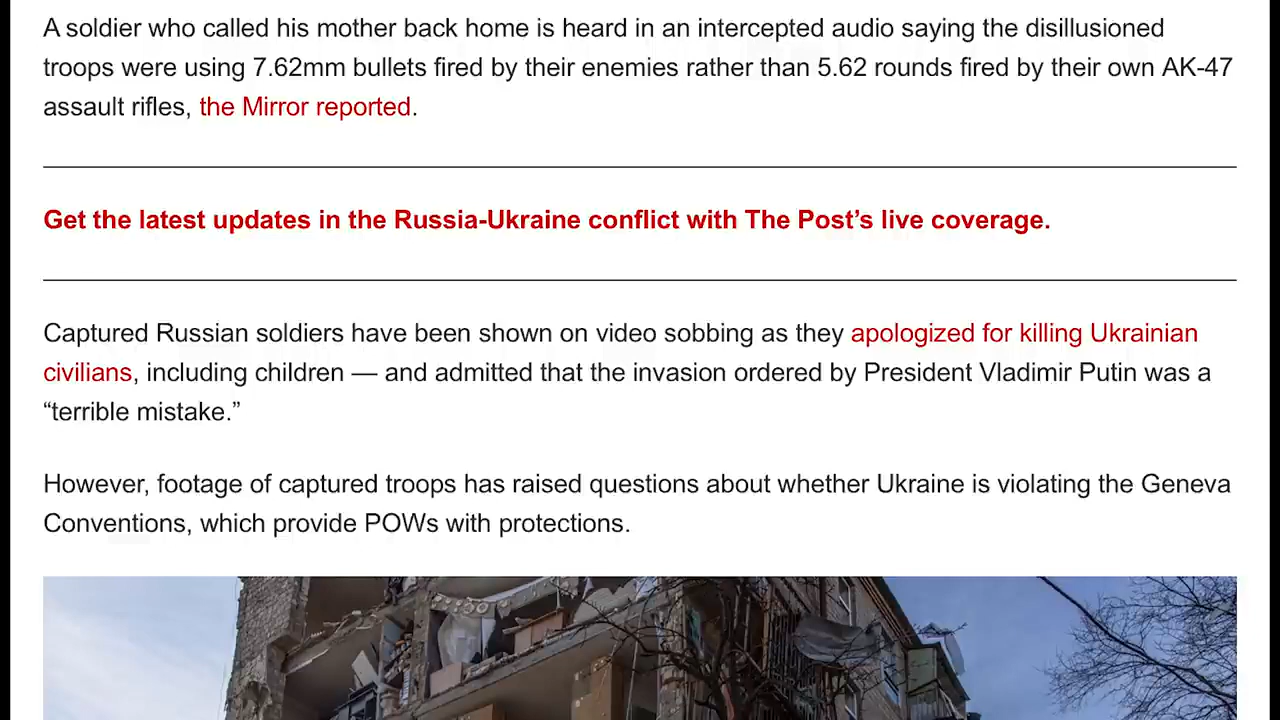 A soldier who called his mother back home is heard in an intercepted audio saying the disillusioned
troops were using 7.62mm bullets fired by their enemies rather than 5.62 rounds fired by their own AK-47
assault rifles, the Mirror reported.
Get the latest updates in the Russia-Ukraine conflict with The Post’s live coverage.
Captured Russian soldiers have been shown on video sobbing as they apologized for killing Ukrainian
civilians, including children — and admitted that the invasion ordered by President Vladimir Putin was a
“terrible mistake.”
However, footage of captured troops has raised questions about whether Ukraine is violating the Geneva
Conventions, which provide POWs with protections.